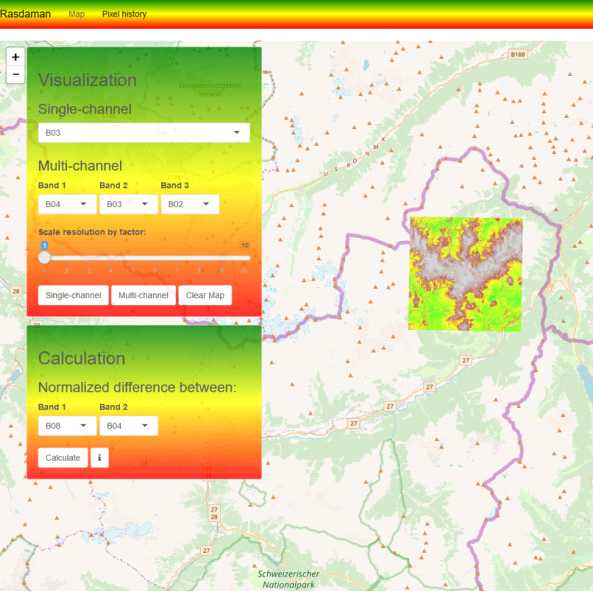 Rasdaman Map Pixel history
+
−
Visualization
Single-channel
B03
Multi-channel
Band 1 Band 2 Band 3
B04 B03 B02
Scale resolution by factor:
1 10
Single-channel Multi-channel Clear Map
Calculation
Normalized difference between:
Band 1 Band 2
B08 B04
Calculate i
B188
28
27
27
27
27
27
28
27
Schweizerischer
Nationalpark